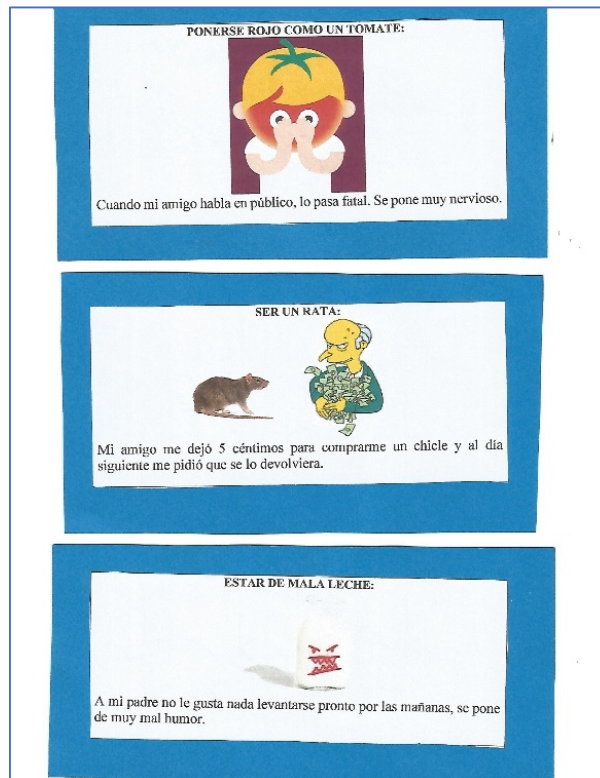 PONERSE ROJO COMO UN TOMATE:
Cuando mi amigo habla en público, lo pasa fatal. Se pone muy nervioso.
SER UN RATA:
Mi amigo me dejó 5 céntimos para comprarme un chicle y al día
siguiente me pidió que se lo devolviera.
ESTAR DE MALA LECHE:
A mi padre no le gusta nada levantarse pronto por las mañanas, se pone
de muy mal humor.